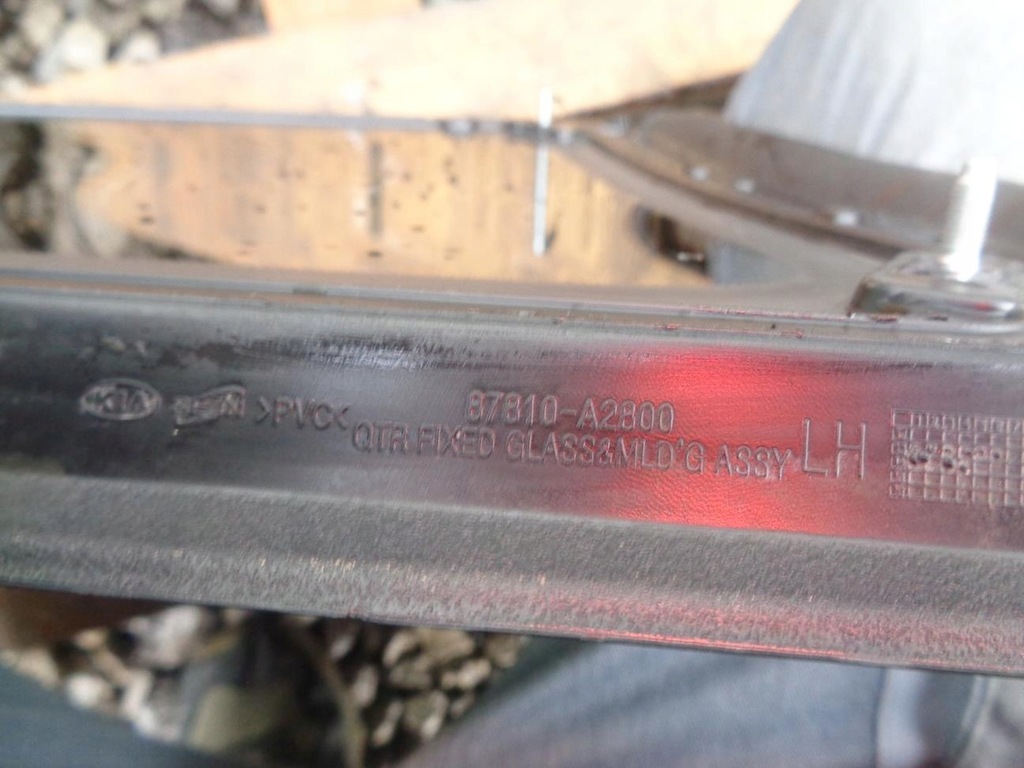 KIA >PVC< 87810-A2800
QTR FIXED GLASS&MLD'G ASSY LH